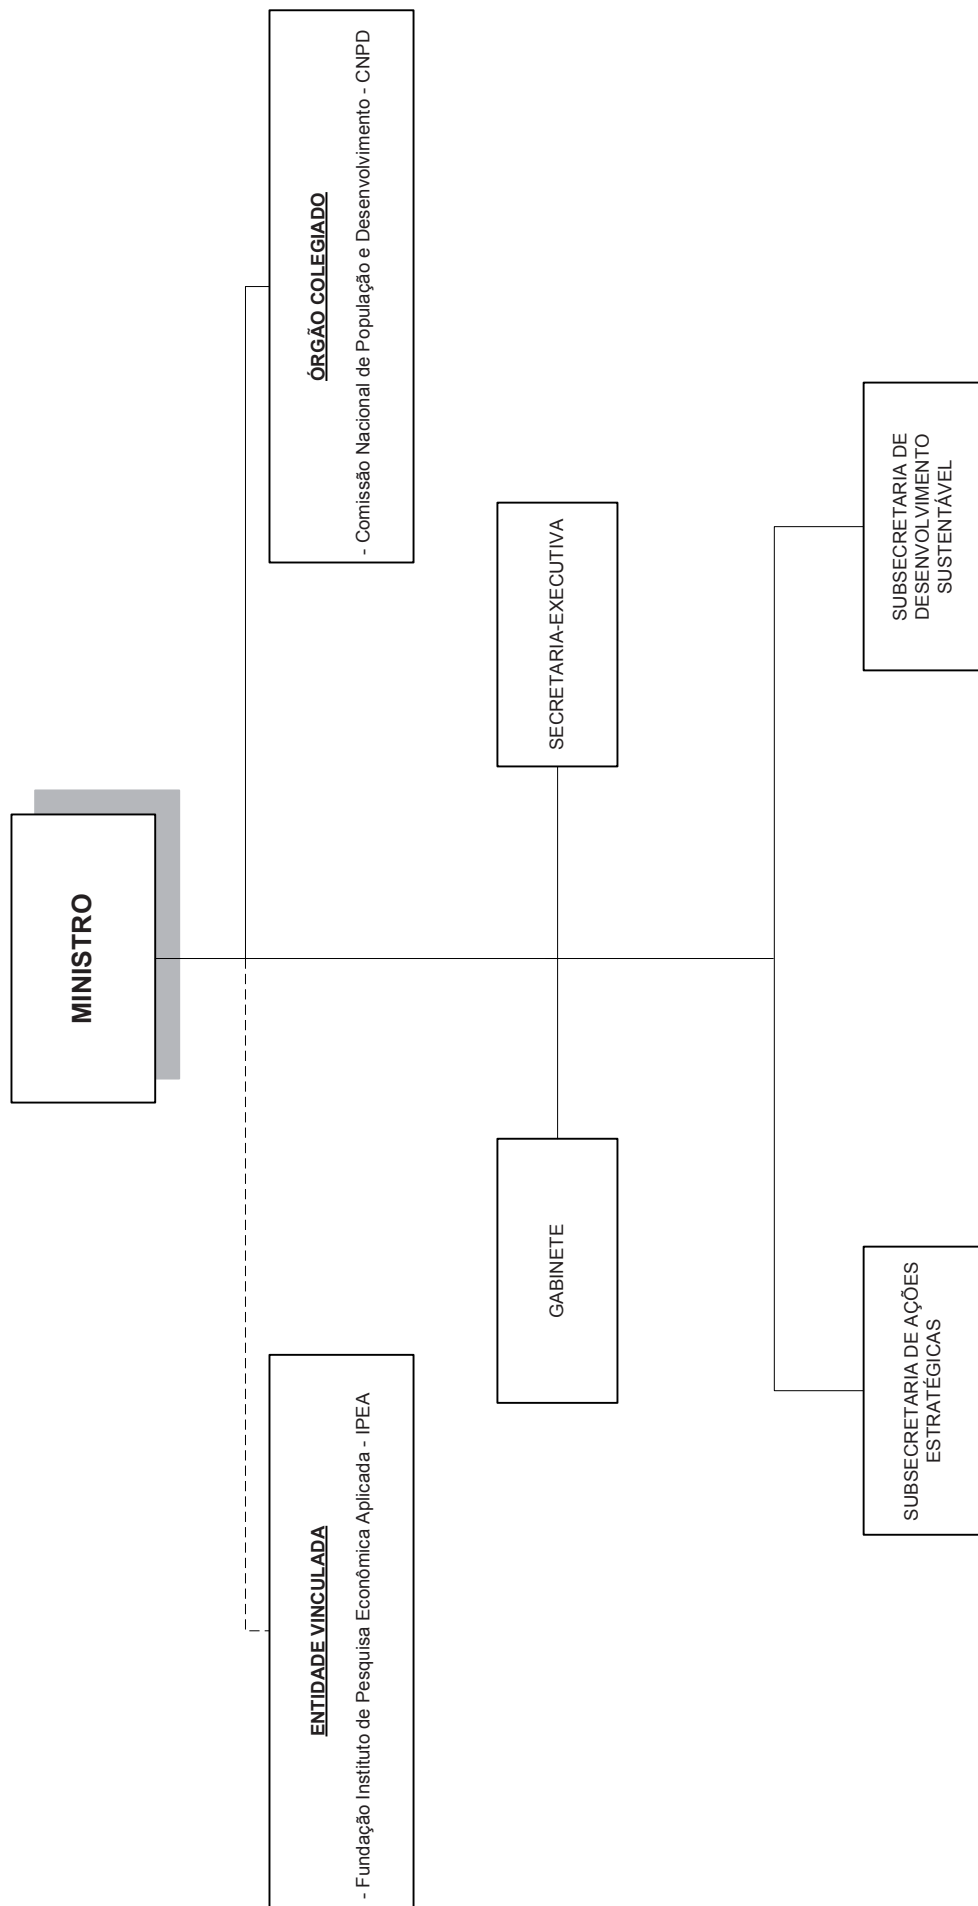 MINISTRO
ENTIDADE VINCULADA
- Fundação Instituto de Pesquisa Econômica Aplicada - IPEA
ÓRGÃO COLEGIADO
- Comissão Nacional de População e Desenvolvimento - CNPD
GABINETE
SECRETARIA-EXECUTIVA
SUBSECRETARIA DE AÇÕES
ESTRATÉGICAS
SUBSECRETARIA DE
DESENVOLVIMENTO
SUSTENTÁVEL